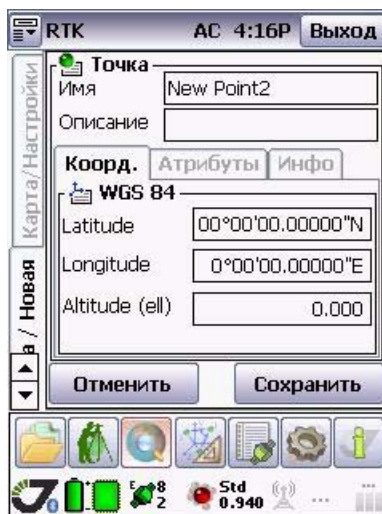 RTK AC 4:16P Выход
Карта/Настройки
а / Новая
Точка
Имя New Point2
Описание
Коорд. Атрибуты Инфо
WGS 84
Latitude 00°00'00.00000"N
Longitude 0°00'00.00000"E
Altitude (ell) 0.000
Отменить Сохранить
E 8 2 Std 0.940 ...